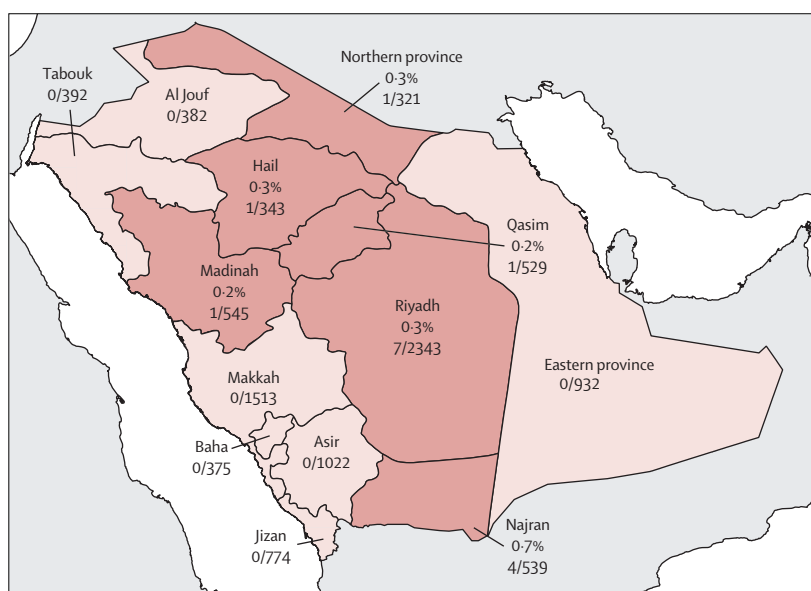 Northern province
0·3%
1/321
Tabouk
0/392
Al Jouf
0/382
Hail
0·3%
1/343
Qasim
0·2%
1/529
Madinah
0·2%
1/545
Riyadh
0·3%
7/2343
Eastern province
0/932
Makkah
0/1513
Baha
0/375
Asir
0/1022
Jizan
0/774
Najran
0·7%
4/539